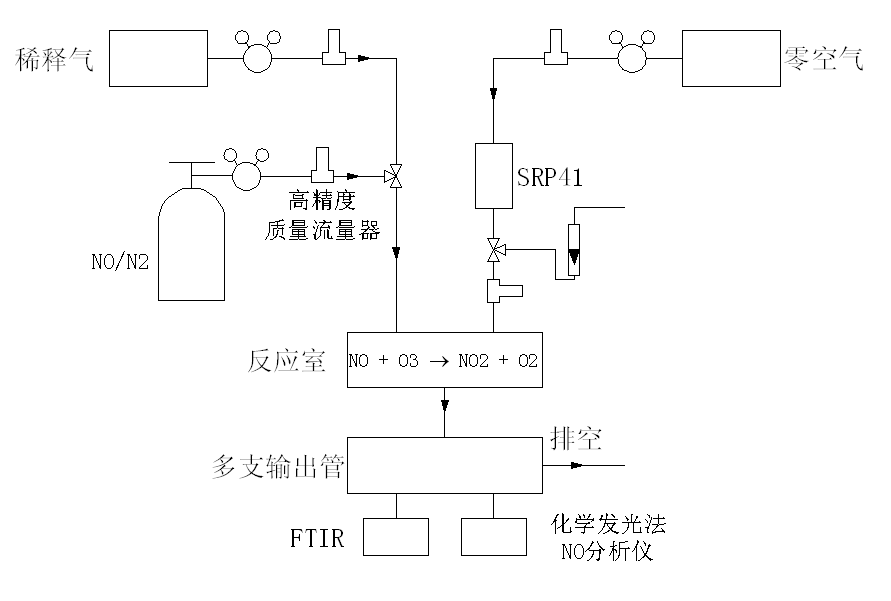 稀释气
零空气
SRP41
高精度
质量流量器
NO/N2
反应室
NO + O3 → NO2 + O2
排空
多支输出管
FTIR
化学发光法
NO分析仪